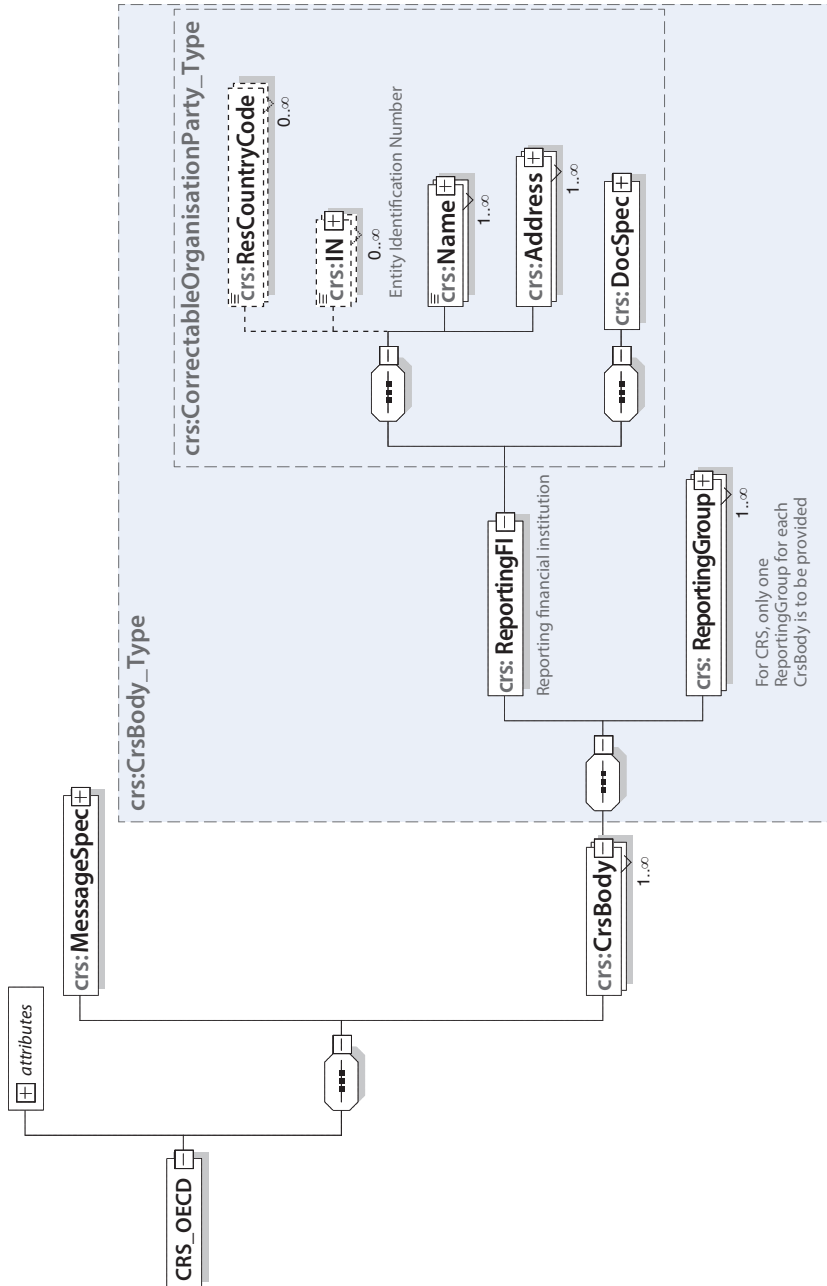 CRS_OECD
attributes
crs:MessageSpec
crs:CrsBody
1..∞
crs:CrsBody_Type
crs:ReportingFI
Reporting financial institution
crs:CorrectableOrganisationParty_Type
crs:ResCountryCode
0..∞
crs:IN
0..∞
Entity Identification Number
crs:Name
1..∞
crs:Address
1..∞
crs:DocSpec
crs:ReportingGroup
1..∞
For CRS, only one
ReportingGroup for each
CrsBody is to be provided